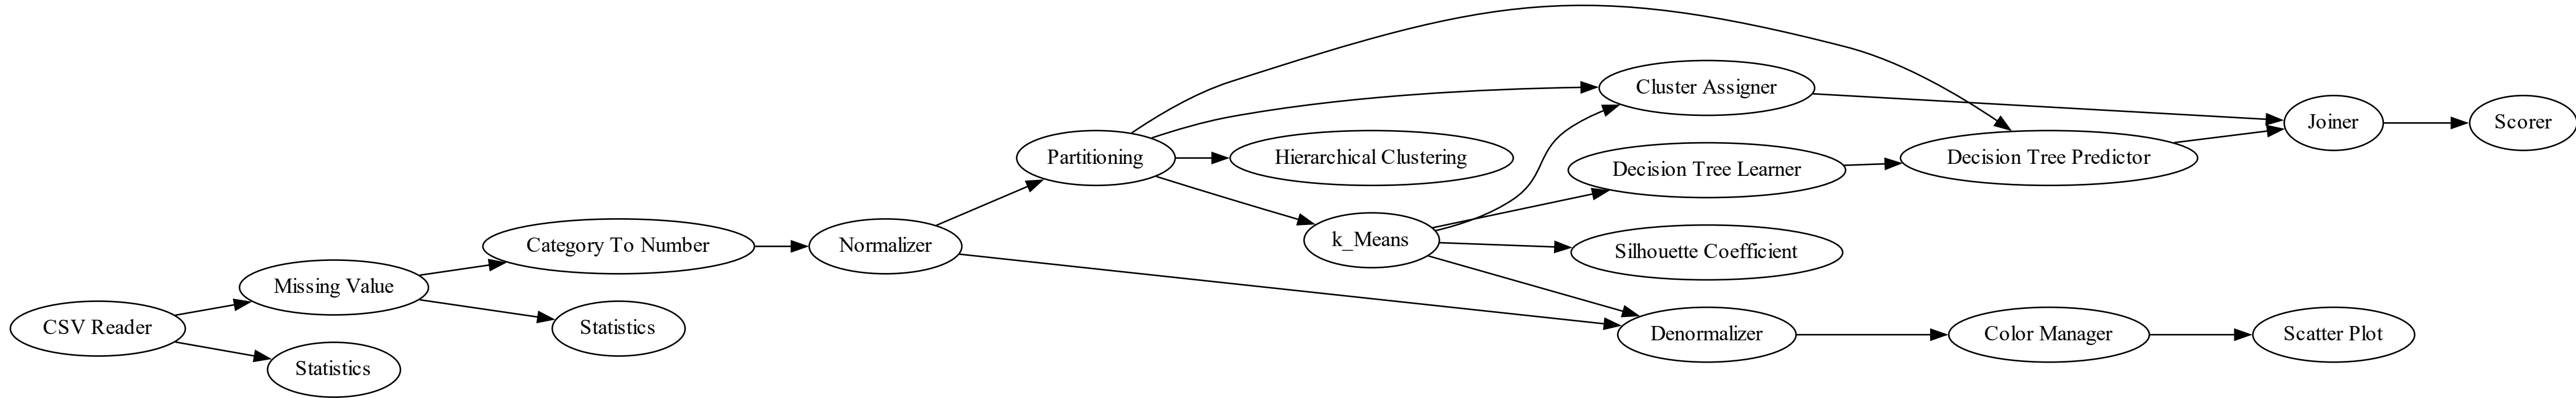 CSV Reader
Missing Value
Statistics
Category To Number
Statistics
Normalizer
Partitioning
Hierarchical Clustering
k_Means
Cluster Assigner
Decision Tree Learner
Silhouette Coefficient
Denormalizer
Decision Tree Predictor
Color Manager
Joiner
Scatter Plot
Scorer